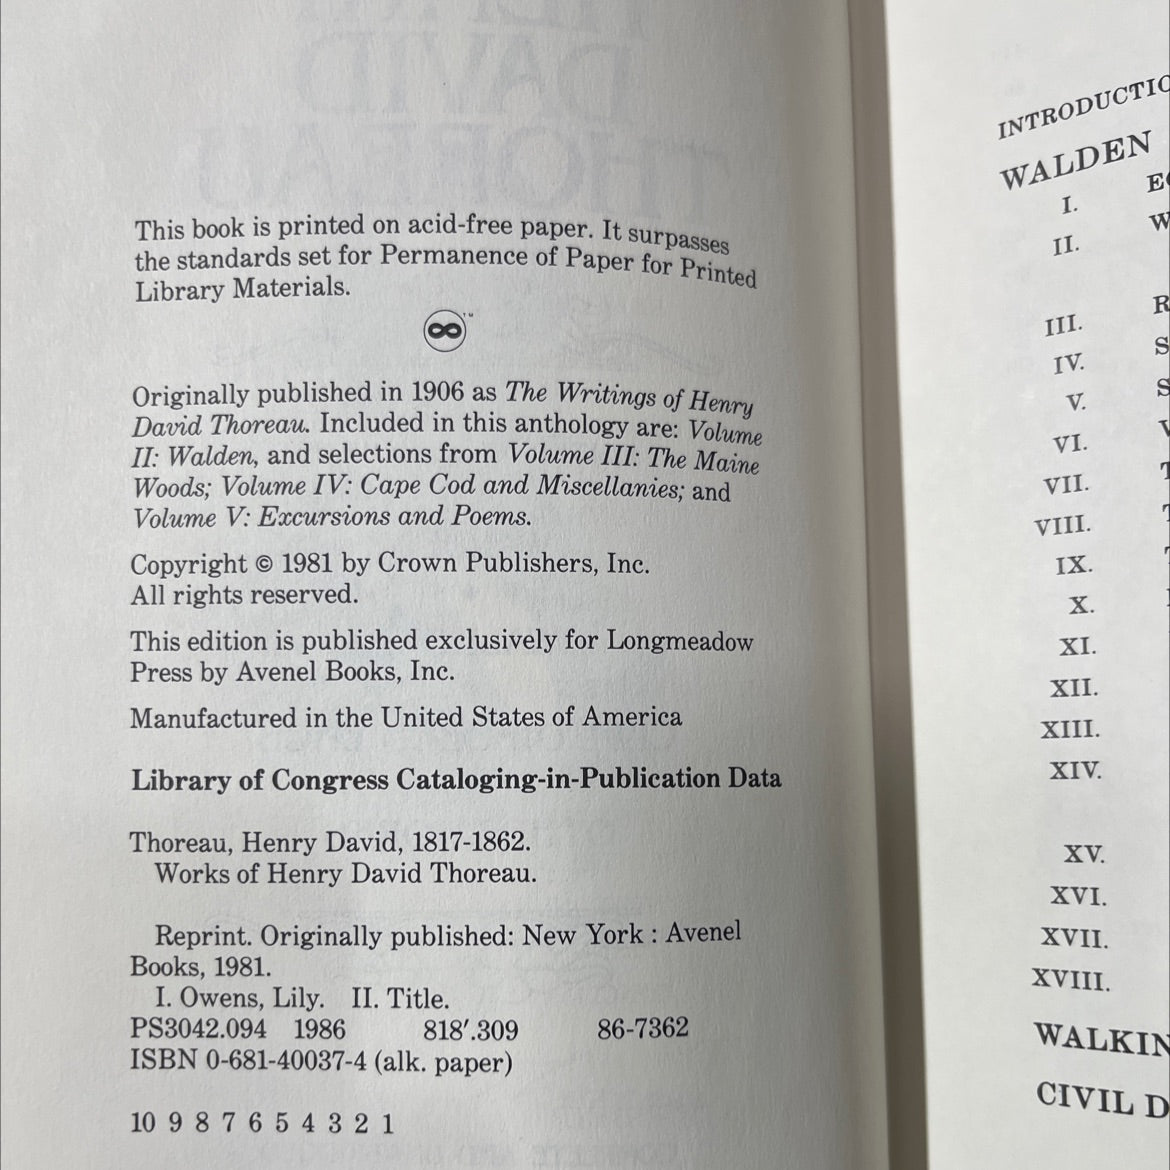 This book is printed on acid-free paper. It surpasses
the standards set for Permanence of Paper for Printed
Library Materials.
TM
Originally published in 1906 as The Writings of Henry
David Thoreau. Included in this anthology are: Volume
II: Walden, and selections from Volume III: The Maine
Woods; Volume IV: Cape Cod and Miscellanies; and
Volume V: Excursions and Poems.
Copyright © 1981 by Crown Publishers, Inc.
All rights reserved.
This edition is published exclusively for Longmeadow
Press by Avenel Books, Inc.
Manufactured in the United States of America
Library of Congress Cataloging-in-Publication Data
Thoreau, Henry David, 1817-1862.
Works of Henry David Thoreau.
Reprint. Originally published: New York : Avenel
Books, 1981.
I. Owens, Lily. II. Title.
PS3042.094 1986 818′.309 86-7362
ISBN 0-681-40037-4 (alk. paper)
10 9 8 7 6 5 4 3 2 1
INTRODUCTIO
WALDEN
I.
II.
III.
IV.
V.
VI.
VII.
VIII.
IX.
X.
XI.
XII.
XIII.
XIV.
XV.
XVI.
XVII.
XVIII.
WALKIN
CIVIL D